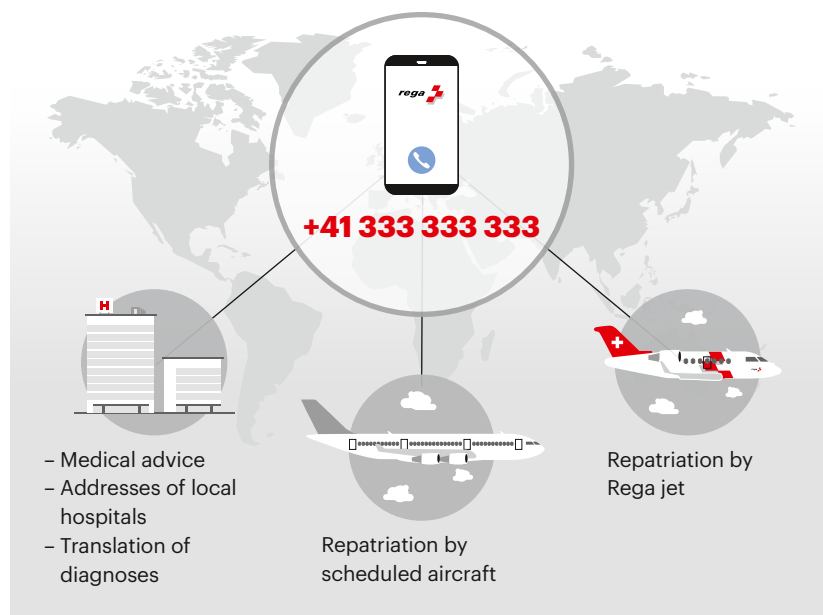 rega
+41 333 333 333
H
rega
– Medical advice
– Addresses of local
hospitals
– Translation of
diagnoses
Repatriation by
scheduled aircraft
Repatriation by
Rega jet